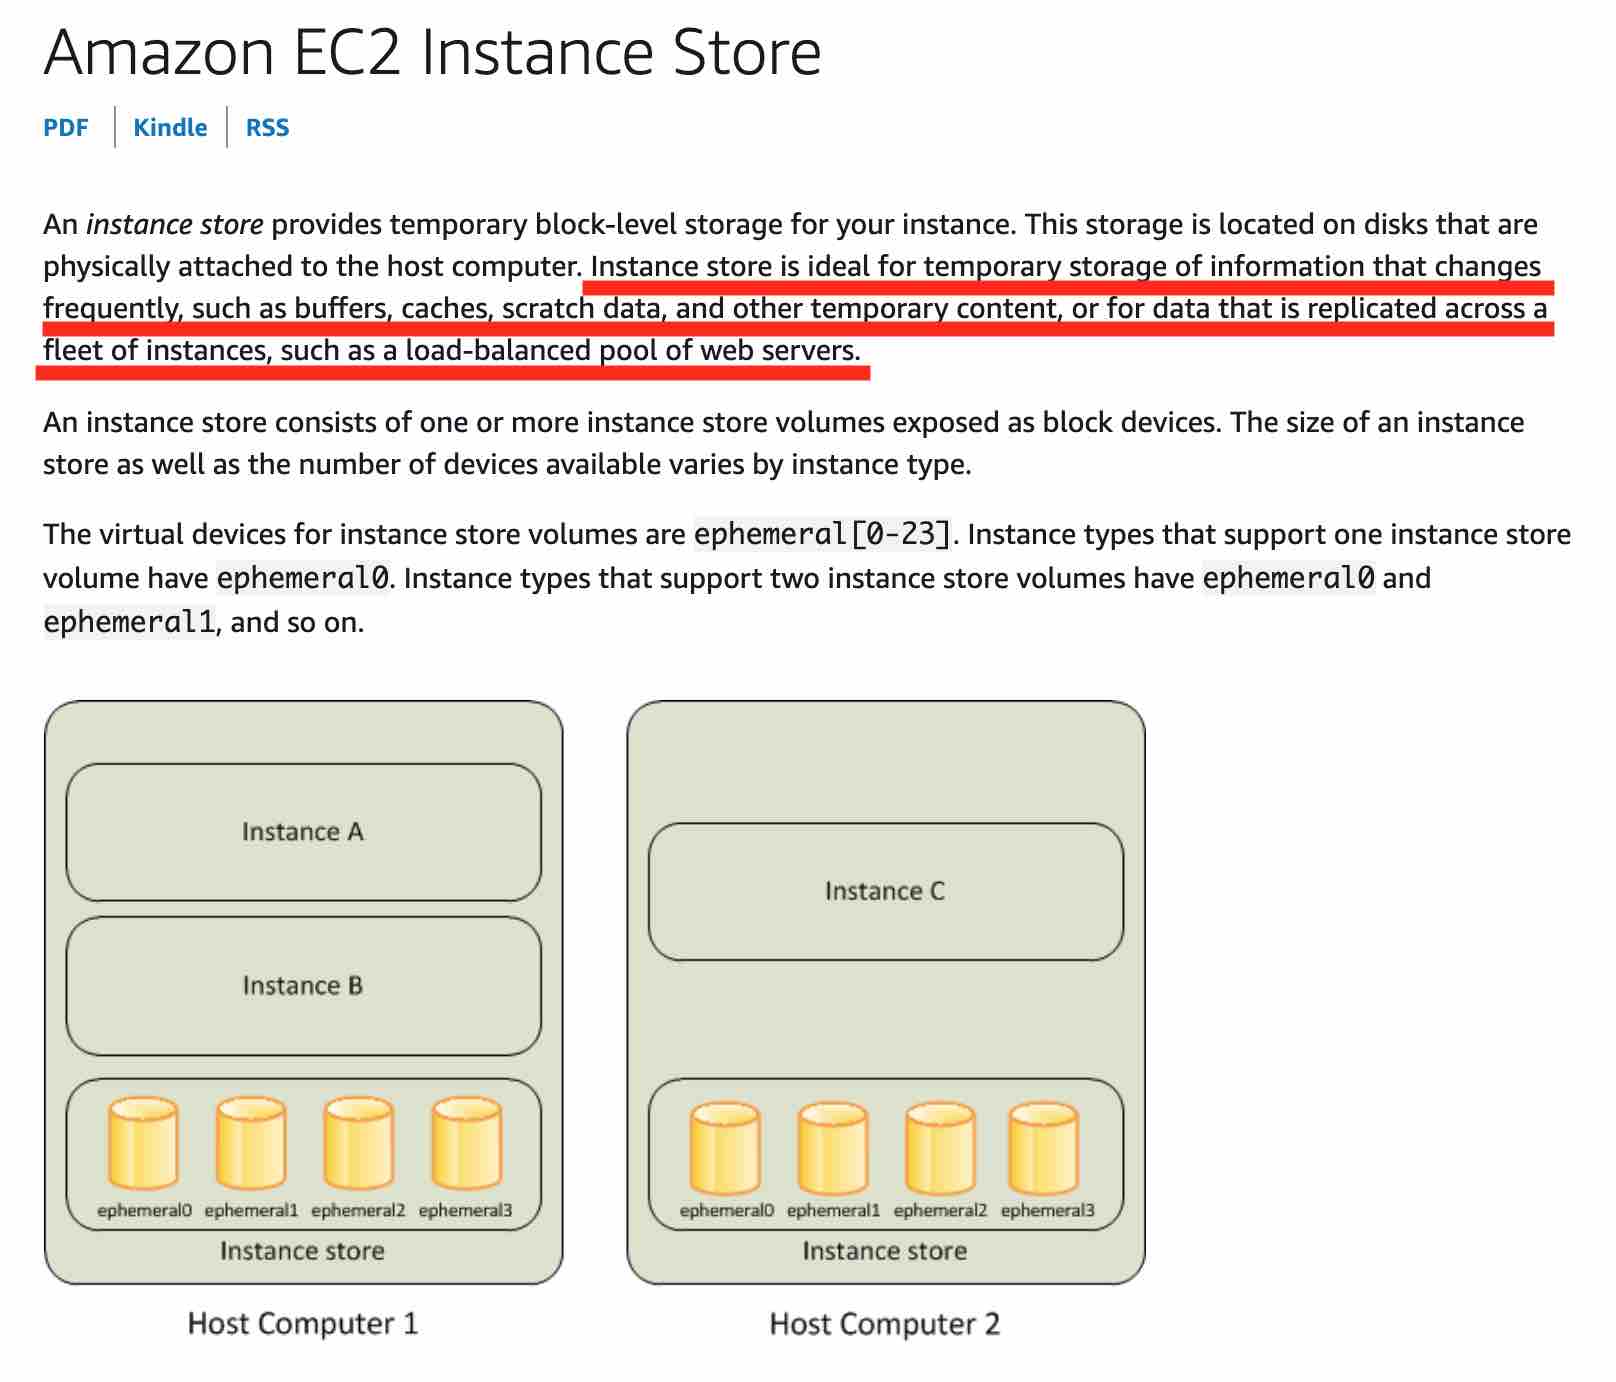 Amazon EC2 Instance Store
PDF Kindle RSS
An instance store provides temporary block-level storage for your instance. This storage is located on disks that are
physically attached to the host computer. Instance store is ideal for temporary storage of information that changes
frequently, such as buffers, caches, scratch data, and other temporary content, or for data that is replicated across a
fleet of instances, such as a load-balanced pool of web servers.
An instance store consists of one or more instance store volumes exposed as block devices. The size of an instance
store as well as the number of devices available varies by instance type.
The virtual devices for instance store volumes are ephemeral[0-23]. Instance types that support one instance store
volume have ephemeral0. Instance types that support two instance store volumes have ephemeral0 and
ephemeral1, and so on.
Instance A
Instance B
ephemeral0 ephemeral1 ephemeral2 ephemeral3
Instance store
Host Computer 1
Instance C
ephemeral0 ephemeral1 ephemeral2 ephemeral3
Instance store
Host Computer 2